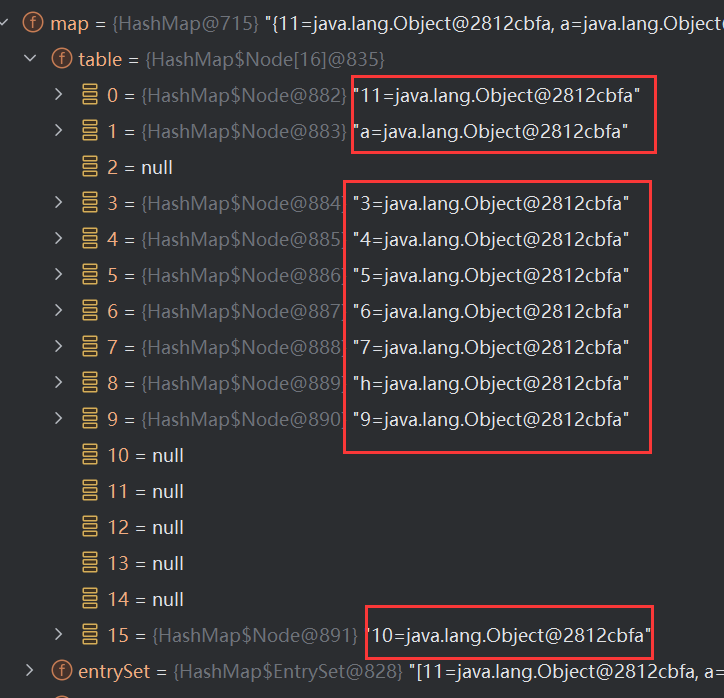 f map = {HashMap@715} "{11=java.lang.Object@2812cbfa, a=java.lang.Object
f table = {HashMap$Node[16]@835}
0 = {HashMap$Node@882} "11=java.lang.Object@2812cbfa"
1 = {HashMap$Node@883} "a=java.lang.Object@2812cbfa"
2 = null
3 = {HashMap$Node@884} "3=java.lang.Object@2812cbfa"
4 = {HashMap$Node@885} "4=java.lang.Object@2812cbfa"
5 = {HashMap$Node@886} "5=java.lang.Object@2812cbfa"
6 = {HashMap$Node@887} "6=java.lang.Object@2812cbfa"
7 = {HashMap$Node@888} "7=java.lang.Object@2812cbfa"
8 = {HashMap$Node@889} "h=java.lang.Object@2812cbfa"
9 = {HashMap$Node@890} "9=java.lang.Object@2812cbfa"
10 = null
11 = null
12 = null
13 = null
14 = null
15 = {HashMap$Node@891} "10=java.lang.Object@2812cbfa"
f entrySet = {HashMap$EntrySet@828} "[11=java.lang.Object@2812cbfa, a=